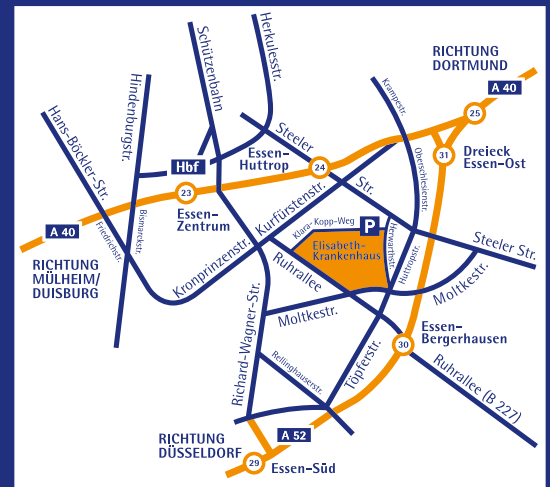 RICHTUNG
DORTMUND
A 40
25
Herkulesstr.
Schützenbahn
Hindenburgstr.
Hans-Böckler-Str.
Krampestr.
Steeler
Str.
31
Dreieck
Essen-Ost
Essen-
Huttrop
24
Hbf
23
Essen-
Zentrum
Oberschlesienstr.
Friedrichstr.
Bismarckstr.
A 40
RICHTUNG
MÜLHEIM/
DUISBURG
Kronprinzenstr.
Kurfürstenstr.
Klara-Kopp-Weg
P
Elisabeth-
Krankenhaus
Herwarthstr.
Huttropstr.
Steeler Str.
Ruhrallee
Moltkestr.
Moltkestr.
Richard-Wagner-Str.
Rellinghauserstr.
Töpferstr.
Essen-
Bergerhausen
30
Ruhrallee (B 227)
RICHTUNG
DÜSSELDORF
A 52
29
Essen-Süd